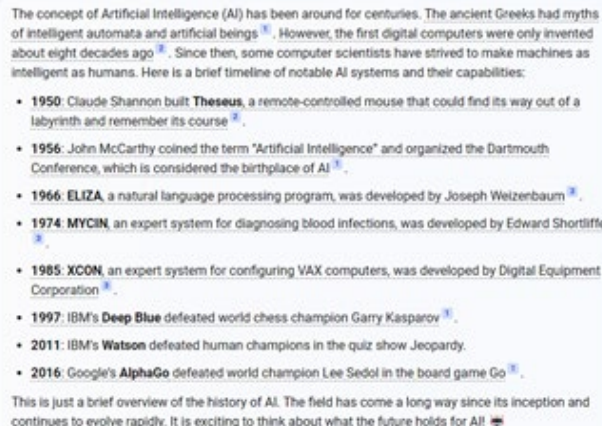 The concept of Artificial Intelligence (AI) has been around for centuries. The ancient Greeks had myths
of intelligent automata and artificial beings 1 . However, the first digital computers were only invented
about eight decades ago 2 . Since then, some computer scientists have strived to make machines as
intelligent as humans. Here is a brief timeline of notable AI systems and their capabilities:
• 1950: Claude Shannon built Theseus, a remote-controlled mouse that could find its way out of a
labyrinth and remember its course 2 .
• 1956: John McCarthy coined the term "Artificial Intelligence" and organized the Dartmouth
Conference, which is considered the birthplace of AI 1 .
• 1966: ELIZA, a natural language processing program, was developed by Joseph Weizenbaum 3 .
• 1974: MYCIN, an expert system for diagnosing blood infections, was developed by Edward Shortliffe
3 .
• 1985: XCON, an expert system for configuring VAX computers, was developed by Digital Equipment
Corporation 3 .
• 1997: IBM's Deep Blue defeated world chess champion Garry Kasparov 1 .
• 2011: IBM's Watson defeated human champions in the quiz show Jeopardy.
• 2016: Google's AlphaGo defeated world champion Lee Sedol in the board game Go 1 .
This is just a brief overview of the history of AI. The field has come a long way since its inception and
continues to evolve rapidly. It is exciting to think about what the future holds for AI!